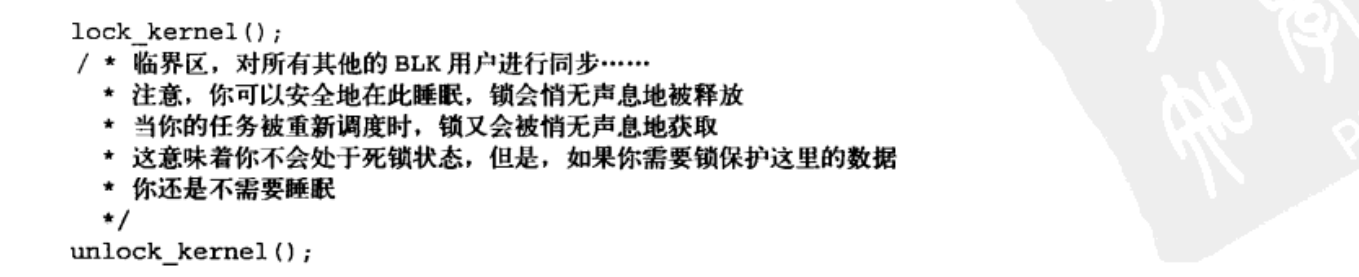 lock_kernel();
/ * 临界区，对所有其他的 BLK 用户进行同步……
* 注意，你可以安全地在此睡眠，锁会悄无声息地被释放
* 当你的任务被重新调度时，锁又会被悄无声息地获取
* 这意味着你不会处于死锁状态，但是，如果你需要锁保护这里的数据
* 你还是不需要睡眠
*/
unlock_kernel();